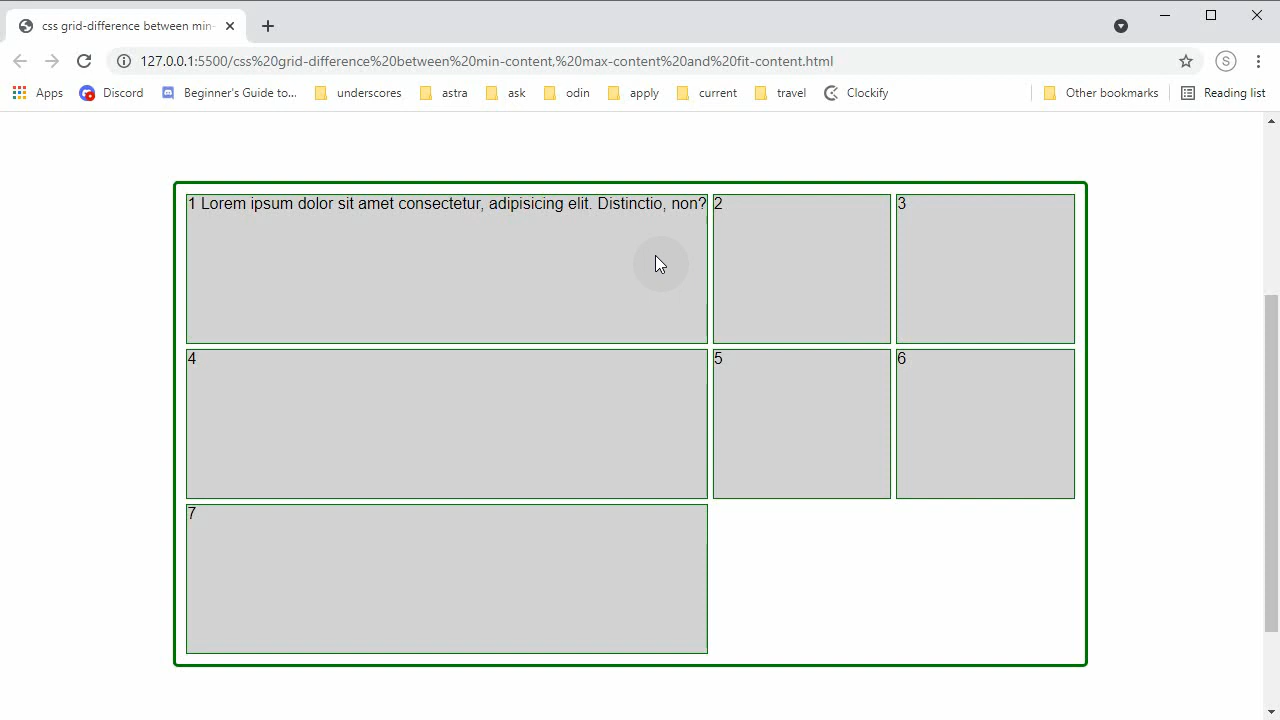 css grid-difference between min-
127.0.0.1:5500/css%20grid-difference%20between%20min-content,%20max-content%20and%20fit-content.html
S
Apps Discord Beginner's Guide to... underscores astra ask odin apply current travel Clockify Other bookmarks Reading list
1 Lorem ipsum dolor sit amet consectetur, adipisicing elit. Distinctio, non? 2 3
4 5 6
7